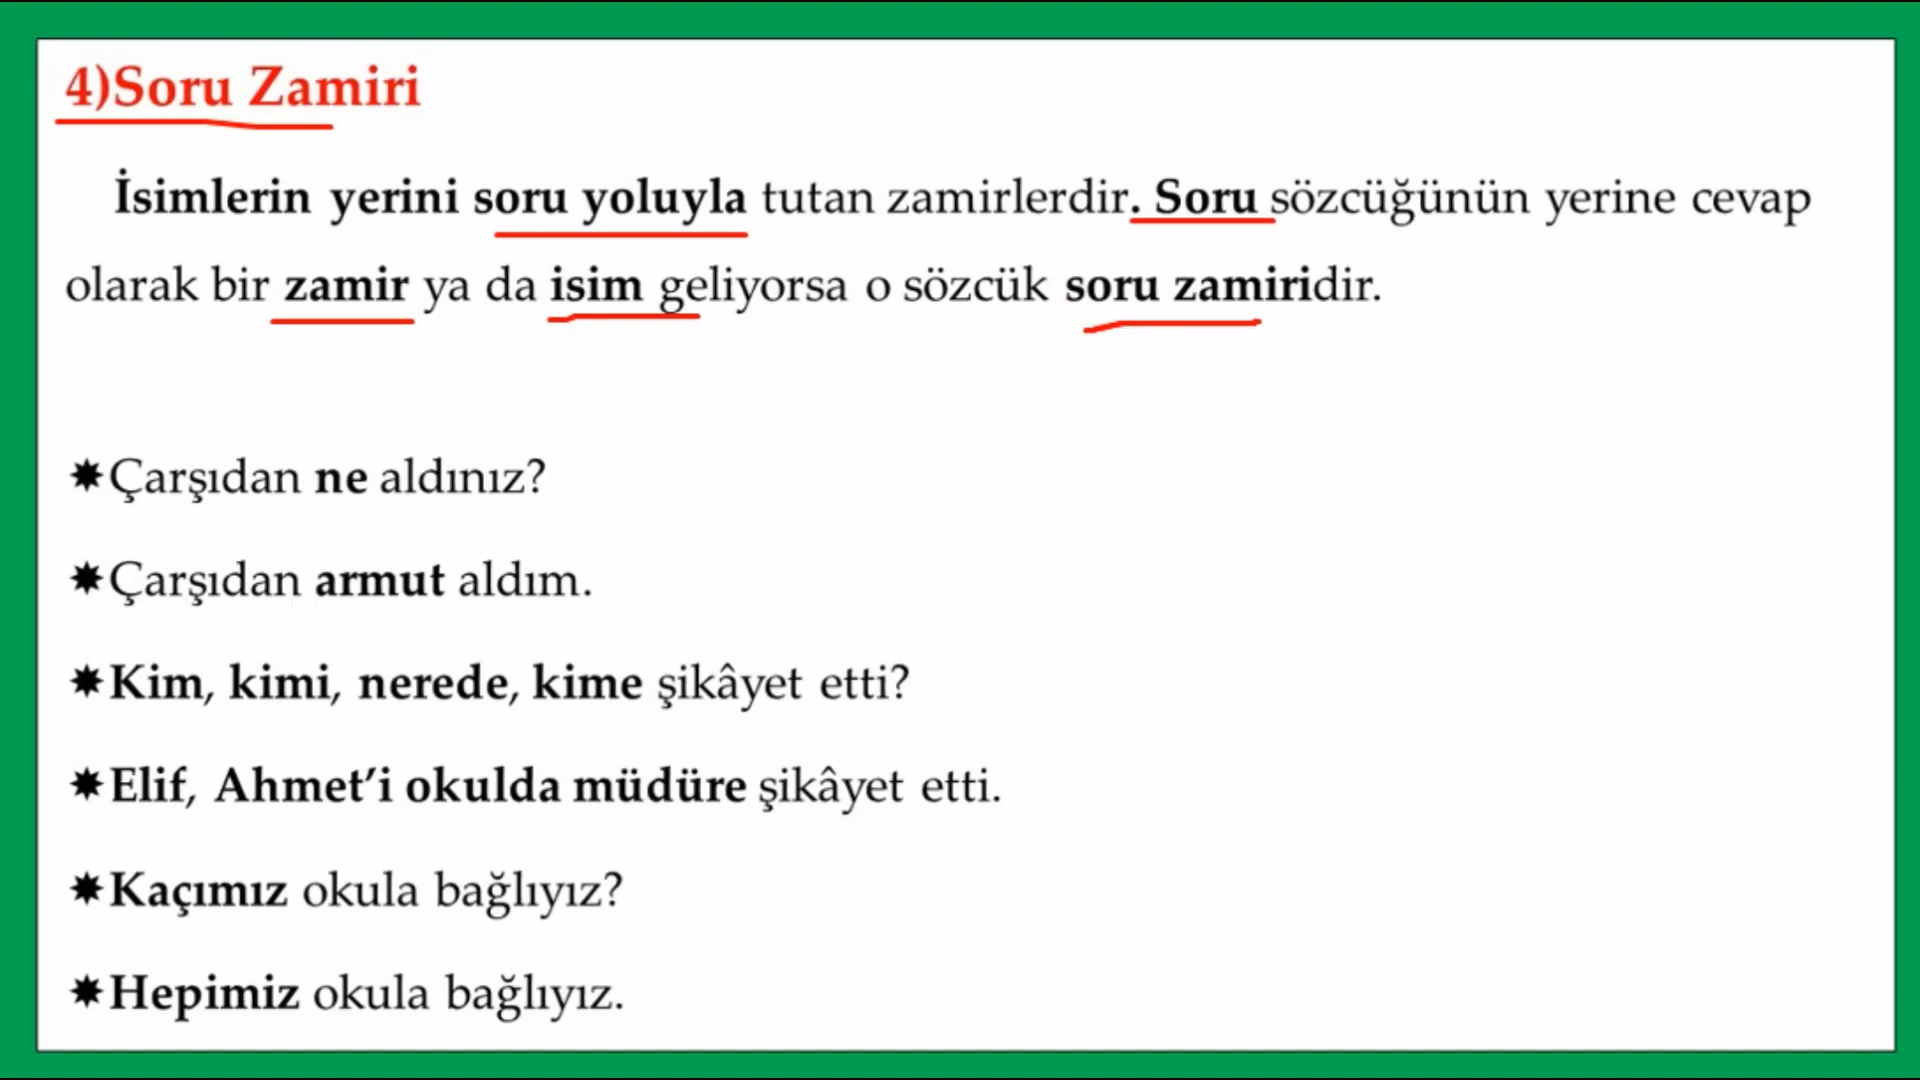 4)Soru Zamiri
İsimlerin yerini soru yoluyla tutan zamirlerdir. Soru sözcüğünün yerine cevap
olarak bir zamir ya da isim geliyorsa o sözcük soru zamiridir.
✸Çarşıdan ne aldınız?
✸Çarşıdan armut aldım.
✸Kim, kimi, nerede, kime şikâyet etti?
✸Elif, Ahmet’i okulda müdüre şikâyet etti.
✸Kaçımız okula bağlıyız?
✸Hepimiz okula bağlıyız.